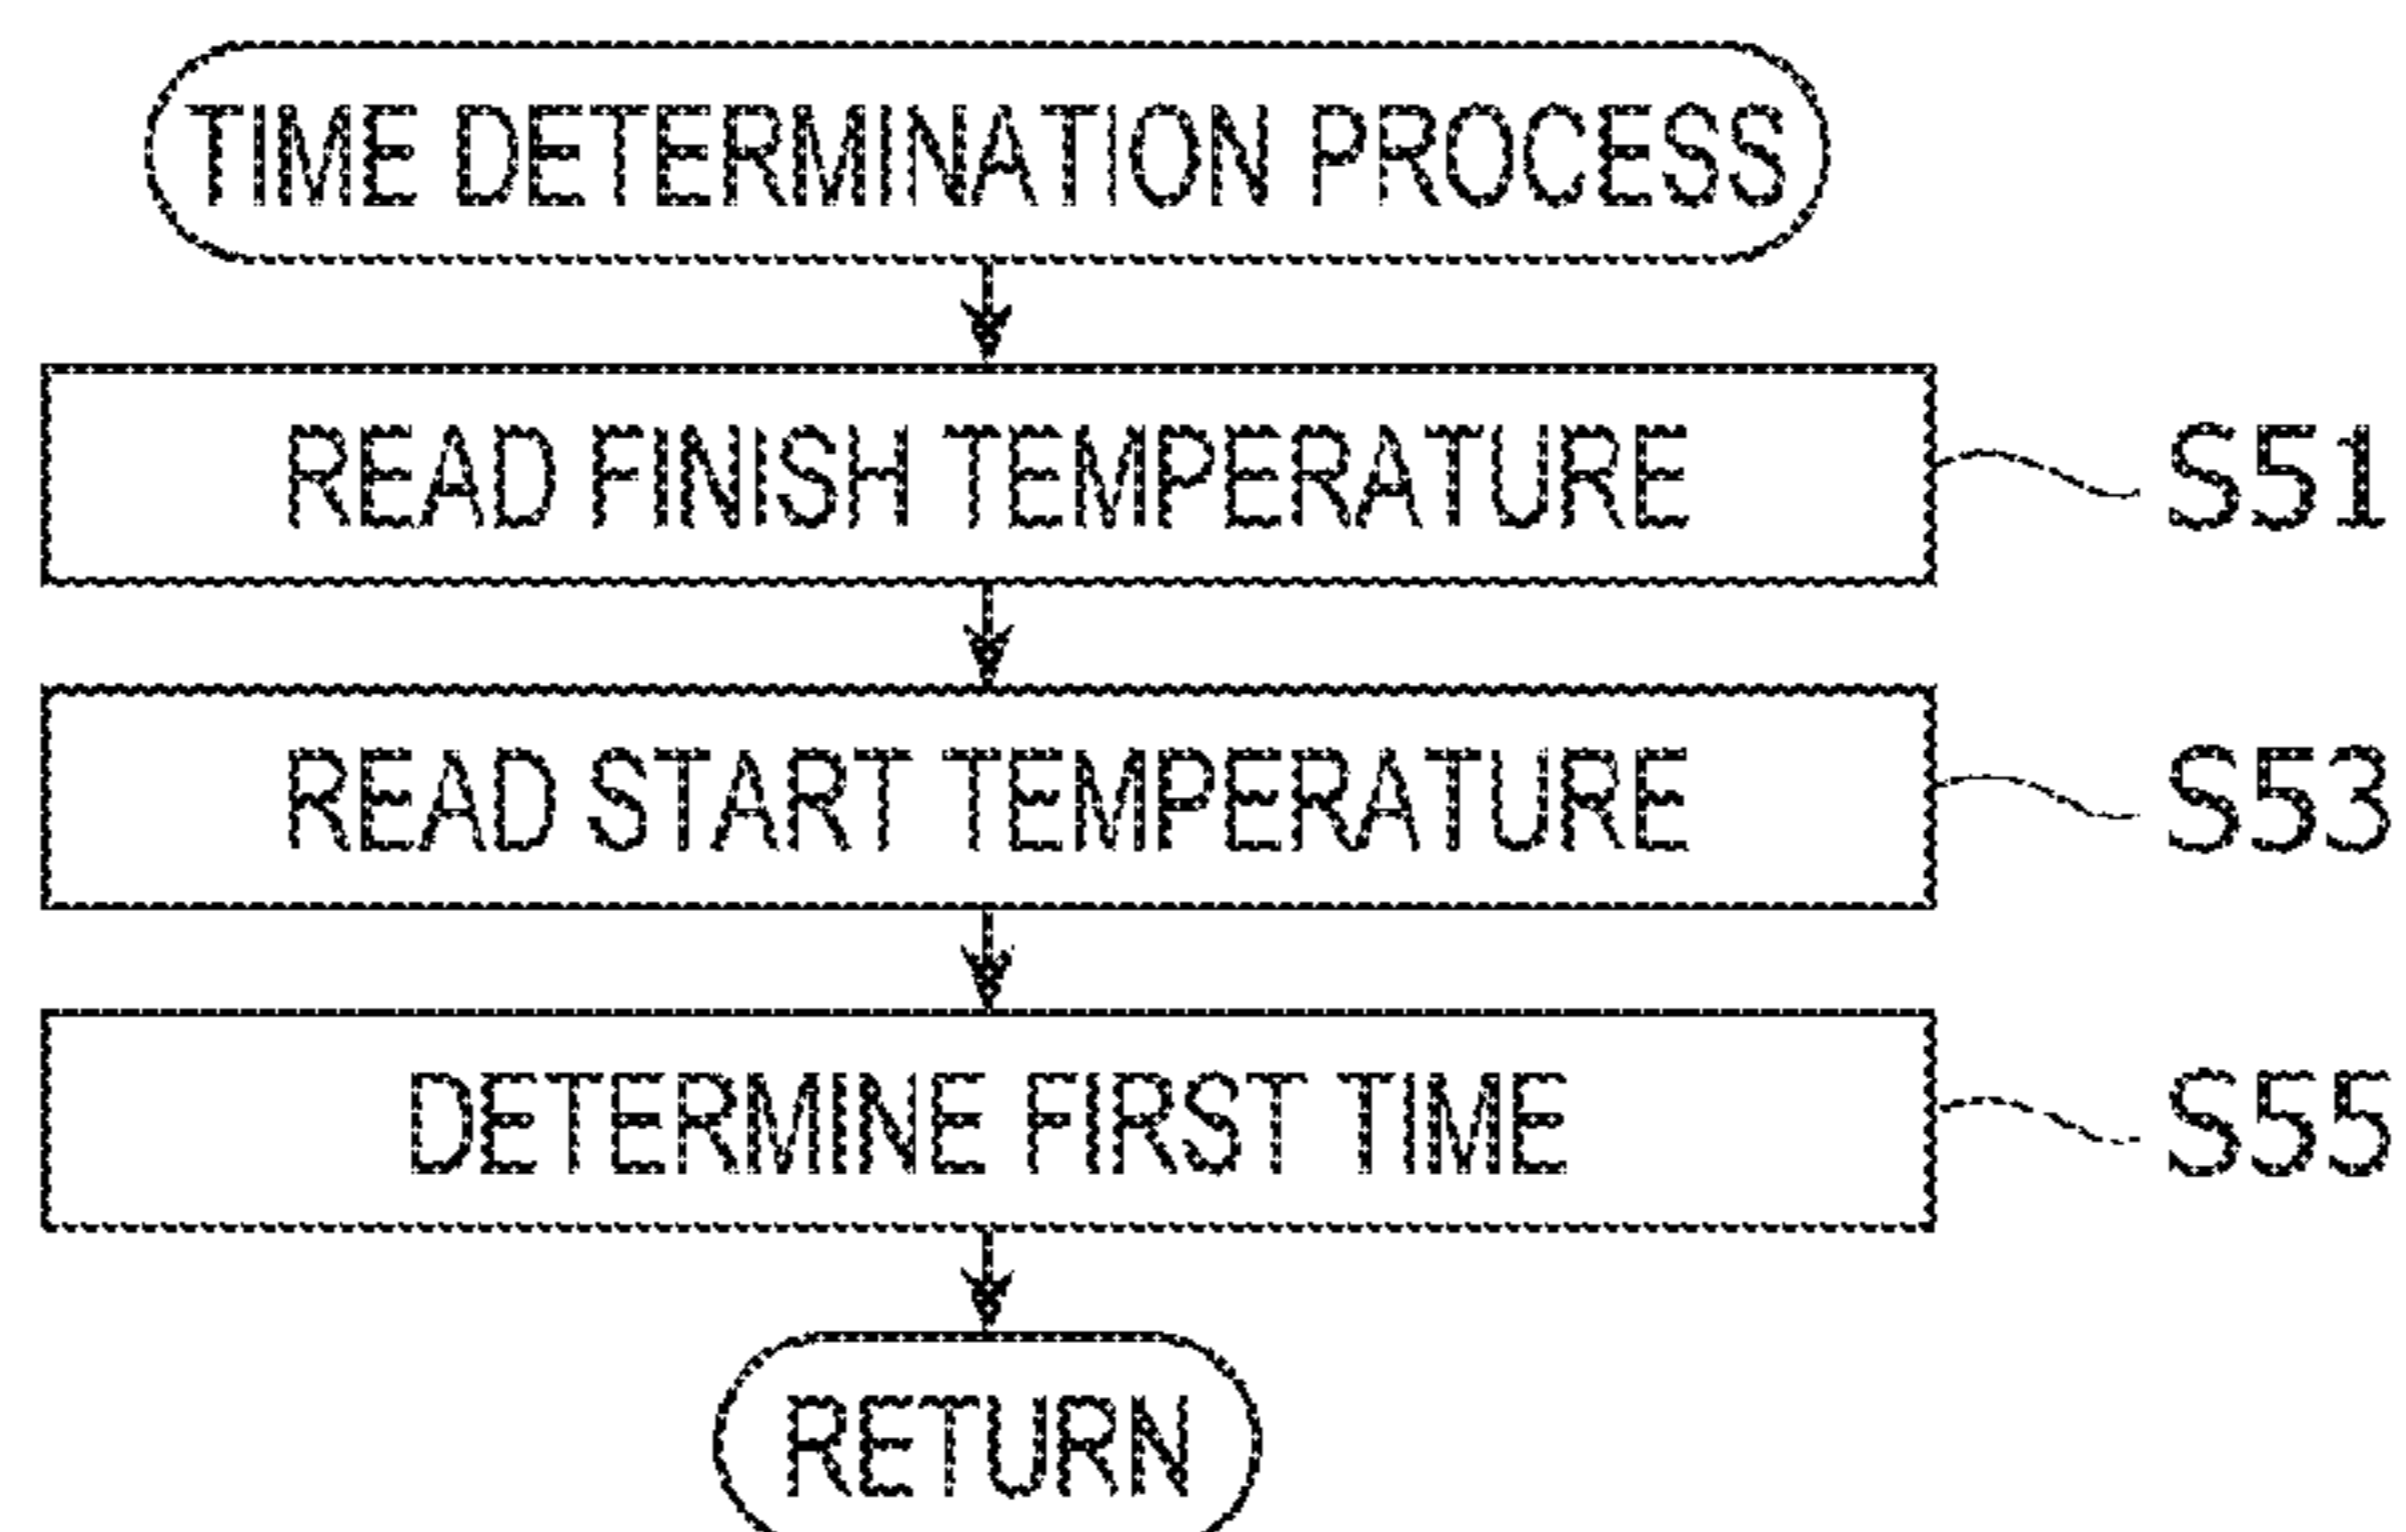 TIME DETERMINATION PROCESS
READ FINISH TEMPERATURE
S51
READ START TEMPERATURE
S53
DETERMINE FIRST TIME
S55
RETURN